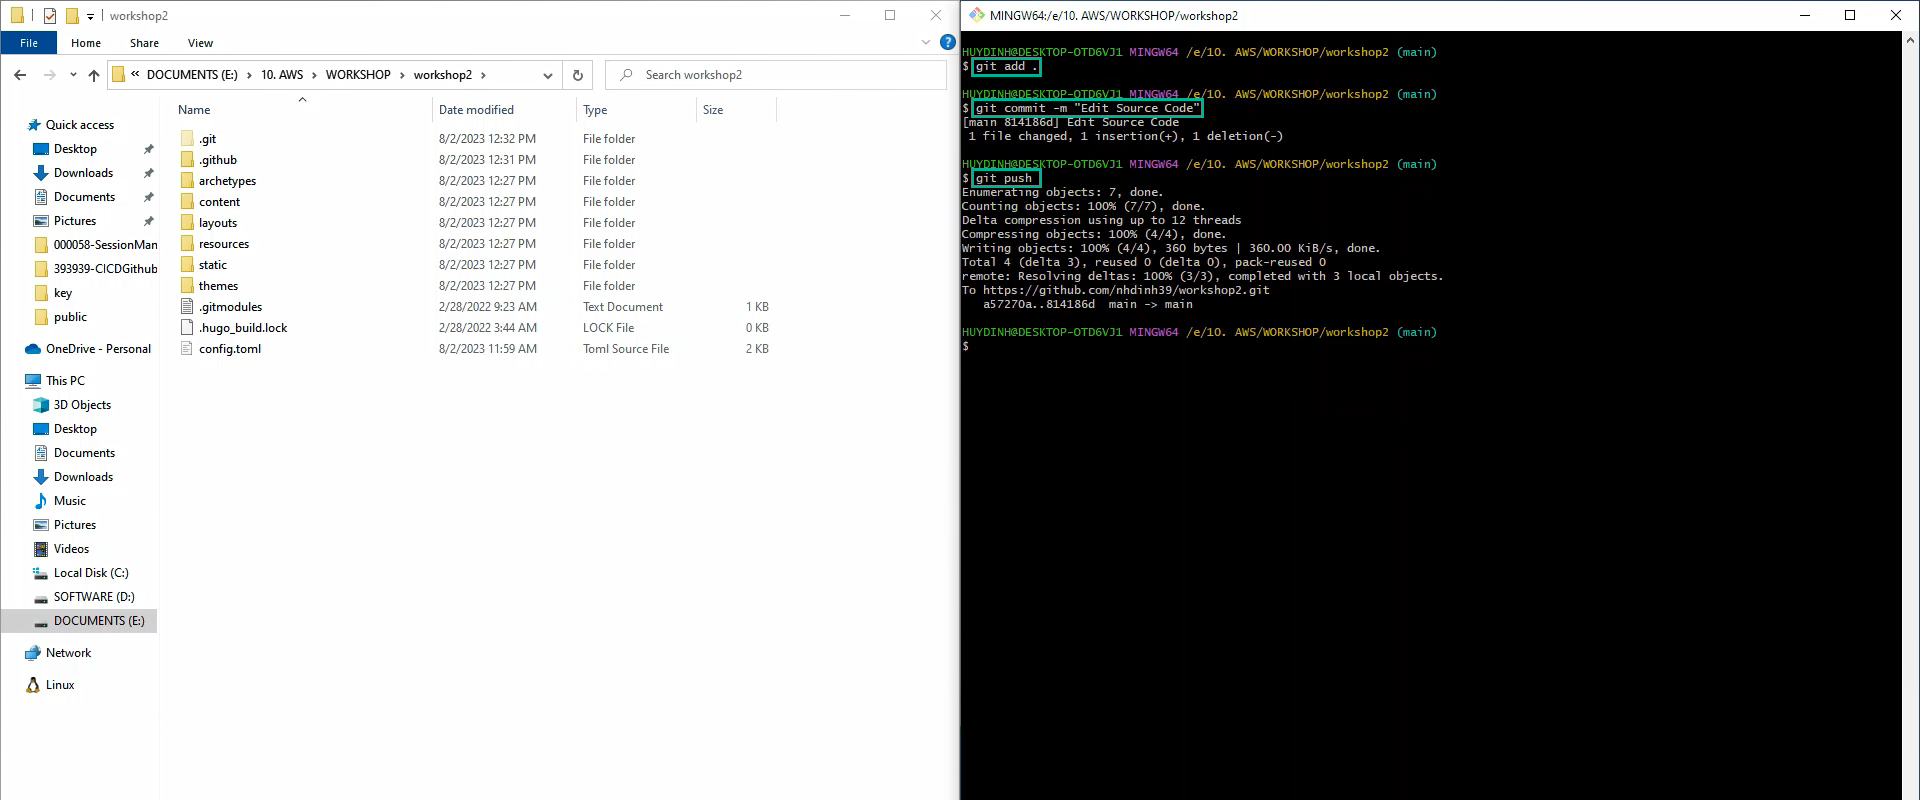 workshop2
File
Home
Share
View
DOCUMENTS (E:) › 10. AWS › WORKSHOP › workshop2 ›
Search workshop2
Name
Date modified
Type
Size
Quick access
Desktop
Downloads
Documents
Pictures
000058-SessionMan
393939-CICDGithub
key
public
OneDrive - Personal
This PC
3D Objects
Desktop
Documents
Downloads
Music
Pictures
Videos
Local Disk (C:)
SOFTWARE (D:)
DOCUMENTS (E:)
Network
Linux
.git 8/2/2023 12:32 PM File folder
.github 8/2/2023 12:31 PM File folder
archetypes 8/2/2023 12:27 PM File folder
content 8/2/2023 12:27 PM File folder
layouts 8/2/2023 12:27 PM File folder
resources 8/2/2023 12:27 PM File folder
static 8/2/2023 12:27 PM File folder
themes 8/2/2023 12:27 PM File folder
.gitmodules 2/28/2022 9:23 AM Text Document 1 KB
.hugo_build.lock 2/28/2022 3:44 AM LOCK File 0 KB
config.toml 8/2/2023 11:59 AM Toml Source File 2 KB
MINGW64:/e/10. AWS/WORKSHOP/workshop2
HUYDINH@DESKTOP-OTD6VJ1 MINGW64 /e/10. AWS/WORKSHOP/workshop2 (main)
$ git add .
HUYDINH@DESKTOP-OTD6VJ1 MINGW64 /e/10. AWS/WORKSHOP/workshop2 (main)
$ git commit -m "Edit Source Code"
[main 814186d] Edit Source Code
1 file changed, 1 insertion(+), 1 deletion(-)
HUYDINH@DESKTOP-OTD6VJ1 MINGW64 /e/10. AWS/WORKSHOP/workshop2 (main)
$ git push
Enumerating objects: 7, done.
Counting objects: 100% (7/7), done.
Delta compression using up to 12 threads
Compressing objects: 100% (4/4), done.
Writing objects: 100% (4/4), 360 bytes | 360.00 KiB/s, done.
Total 4 (delta 3), reused 0 (delta 0), pack-reused 0
remote: Resolving deltas: 100% (3/3), completed with 3 local objects.
To https://github.com/nhdinh39/workshop2.git
a57270a..814186d  main -> main
HUYDINH@DESKTOP-OTD6VJ1 MINGW64 /e/10. AWS/WORKSHOP/workshop2 (main)
$